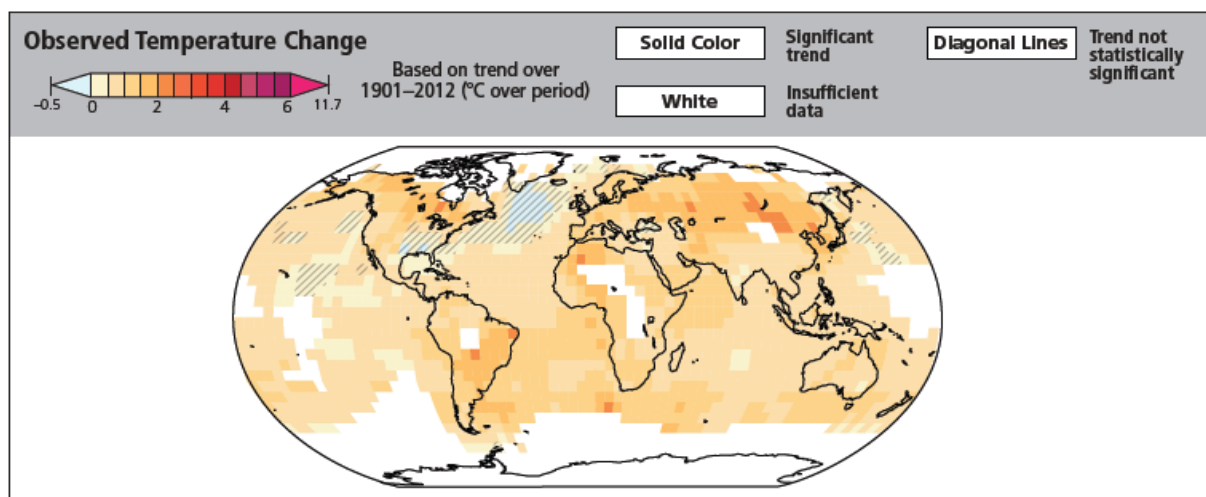 Observed Temperature Change
–0.5 0 2 4 6 11.7
Based on trend over
1901–2012 (°C over period)
Solid Color
Significant
trend
White
Insufficient
data
Diagonal Lines
Trend not
statistically
significant